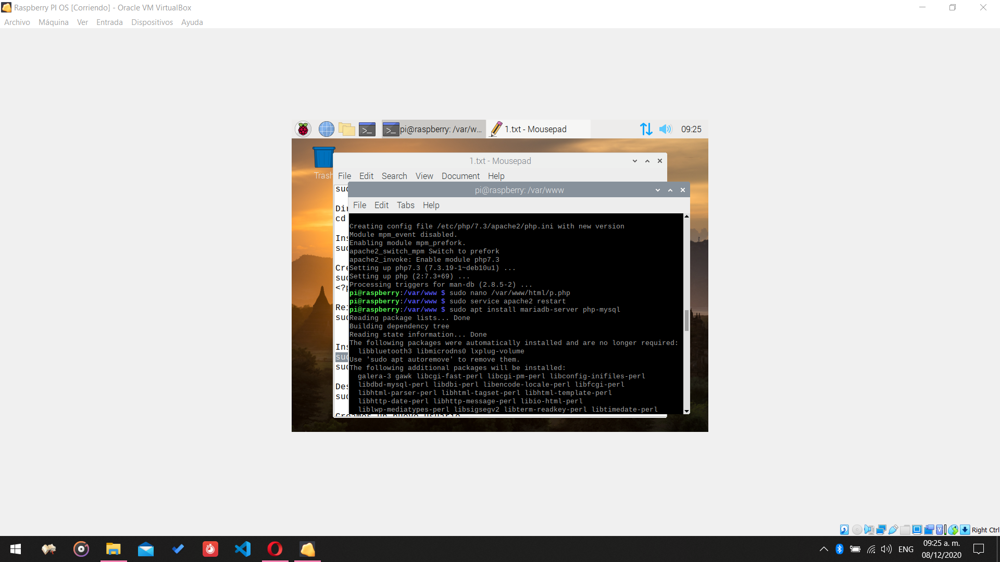 Raspberry PI OS [Corriendo] - Oracle VM VirtualBox
Archivo Máquina Ver Entrada Dispositivos Ayuda
pi@raspberry: /var/w... 1.txt - Mousepad 09:25
Trash
1.txt - Mousepad
File Edit Search View Document Help
suc
pi@raspberry: /var/www
File Edit Tabs Help
Dir
cd
Ins
suc
Cre
suc
<?p
Rei
suc
Ins
suc
suc
Des
suc
Creamos un nuevo usuario
Creating config file /etc/php/7.3/apache2/php.ini with new version
Module mpm_event disabled.
Enabling module mpm_prefork.
apache2_switch_mpm Switch to prefork
apache2_invoke: Enable module php7.3
Setting up php7.3 (7.3.19-1~deb10u1) ...
Setting up php (2:7.3+69) ...
Processing triggers for man-db (2.8.5-2) ...
pi@raspberry:/var/www $ sudo nano /var/www/html/p.php
pi@raspberry:/var/www $ sudo service apache2 restart
pi@raspberry:/var/www $ sudo apt install mariadb-server php-mysql
Reading package lists... Done
Building dependency tree
Reading state information... Done
The following packages were automatically installed and are no longer required:
libbluetooth3 libmicrodns0 lxplug-volume
Use 'sudo apt autoremove' to remove them.
The following additional packages will be installed:
galera-3 gawk libcgi-fast-perl libcgi-pm-perl libconfig-inifiles-perl
libdbd-mysql-perl libdbi-perl libencode-locale-perl libfcgi-perl
libhtml-parser-perl libhtml-tagset-perl libhtml-template-perl
libhttp-date-perl libhttp-message-perl libio-html-perl
liblwp-mediatypes-perl libsigsegv2 libterm-readkey-perl libtimedate-perl
Right Ctrl
ENG
09:25 a. m.
08/12/2020